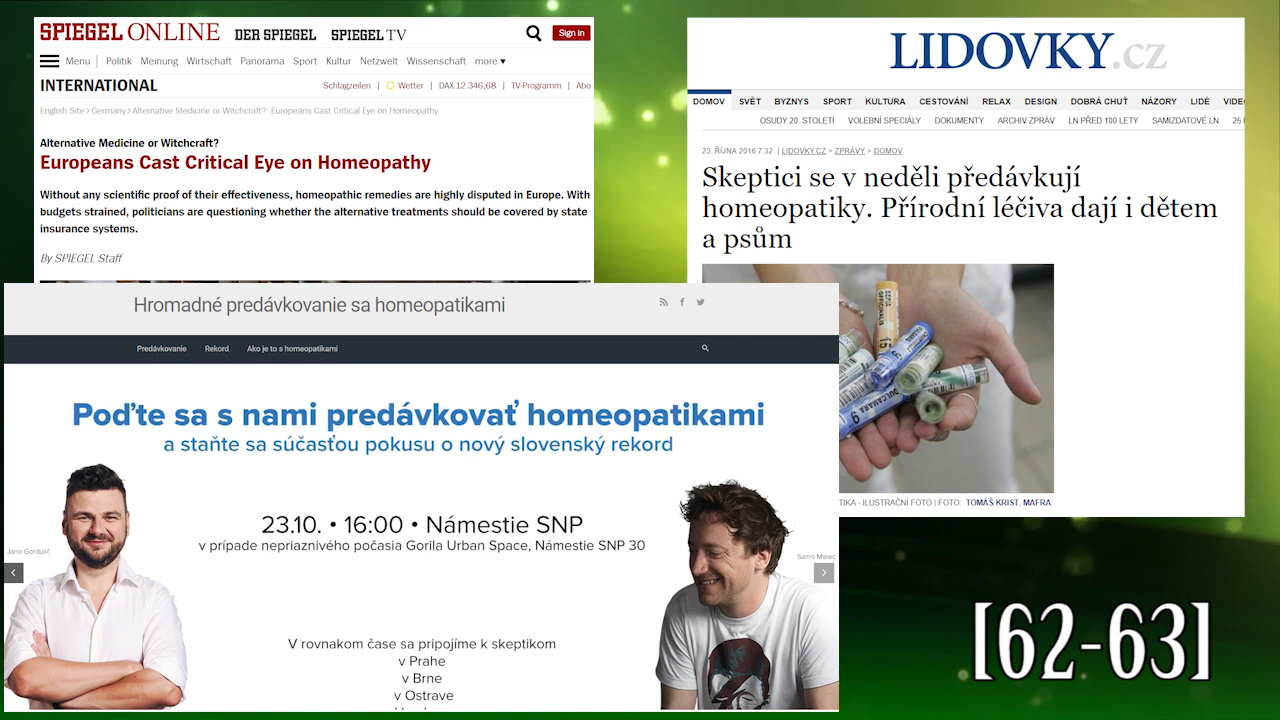 SPIEGEL ONLINE DER SPIEGEL SPIEGEL TV Sign in
Menu Politik Meinung Wirtschaft Panorama Sport Kultur Netzwelt Wissenschaft more
INTERNATIONAL Schlagzeilen | Wetter | DAX 12.346,68 | TV-Programm | Abo
English Site > Germany > Alternative Medicine or Witchcraft?: Europeans Cast Critical Eye on Homeopathy
Alternative Medicine or Witchcraft?
Europeans Cast Critical Eye on Homeopathy
Without any scientific proof of their effectiveness, homeopathic remedies are highly disputed in Europe. With
budgets strained, politicians are questioning whether the alternative treatments should be covered by state
insurance systems.
By SPIEGEL Staff
LIDOVKY.cz
DOMOV SVĚT BYZNYS SPORT KULTURA CESTOVÁNÍ RELAX DESIGN DOBRÁ CHUŤ NÁZORY LIDÉ VIDEO
OSUDY 20. STOLETÍ VOLEBNÍ SPECIÁLY DOKUMENTY ARCHIV ZPRÁV LN PŘED 100 LETY SAMIZDATOVÉ LN 25
23. ŘÍJNA 2016 7:32 | LIDOVKY.CZ > ZPRÁVY > DOMOV
Skeptici se v neděli předávkují
homeopatiky. Přírodní léčiva dají i dětem
a psům
SEPIA OFFICINALIS
15
9
DULCAMARA
9
TIKA - ILUSTRAČNÍ FOTO | FOTO: TOMÁŠ KRIST, MAFRA
Hromadné predávkovanie sa homeopatikami
Predávkovanie Rekord Ako je to s homeopatikami
Poďte sa s nami predávkovať homeopatikami
a staňte sa súčasťou pokusu o nový slovenský rekord
23.10. • 16:00 • Námestie SNP
v prípade nepriaznivého počasia Gorila Urban Space, Námestie SNP 30
Jano Gordulič
Samo Marec
V rovnakom čase sa pripojíme k skeptikom
v Prahe
v Brne
v Ostrave
[62-63]